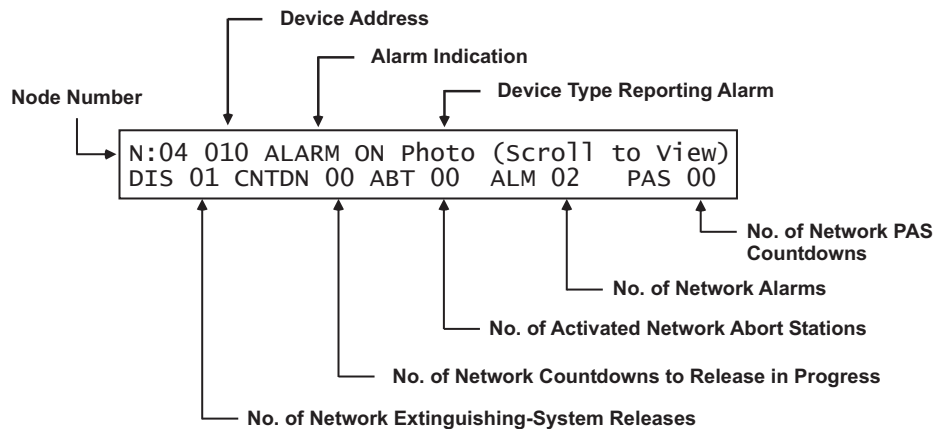 Device Address
Alarm Indication
Device Type Reporting Alarm
Node Number
N:04 010 ALARM ON Photo (Scroll to View)
DIS 01 CNTDN 00 ABT 00 ALM 02 PAS 00
No. of Network PAS
Countdowns
No. of Network Alarms
No. of Activated Network Abort Stations
No. of Network Countdowns to Release in Progress
No. of Network Extinguishing-System Releases